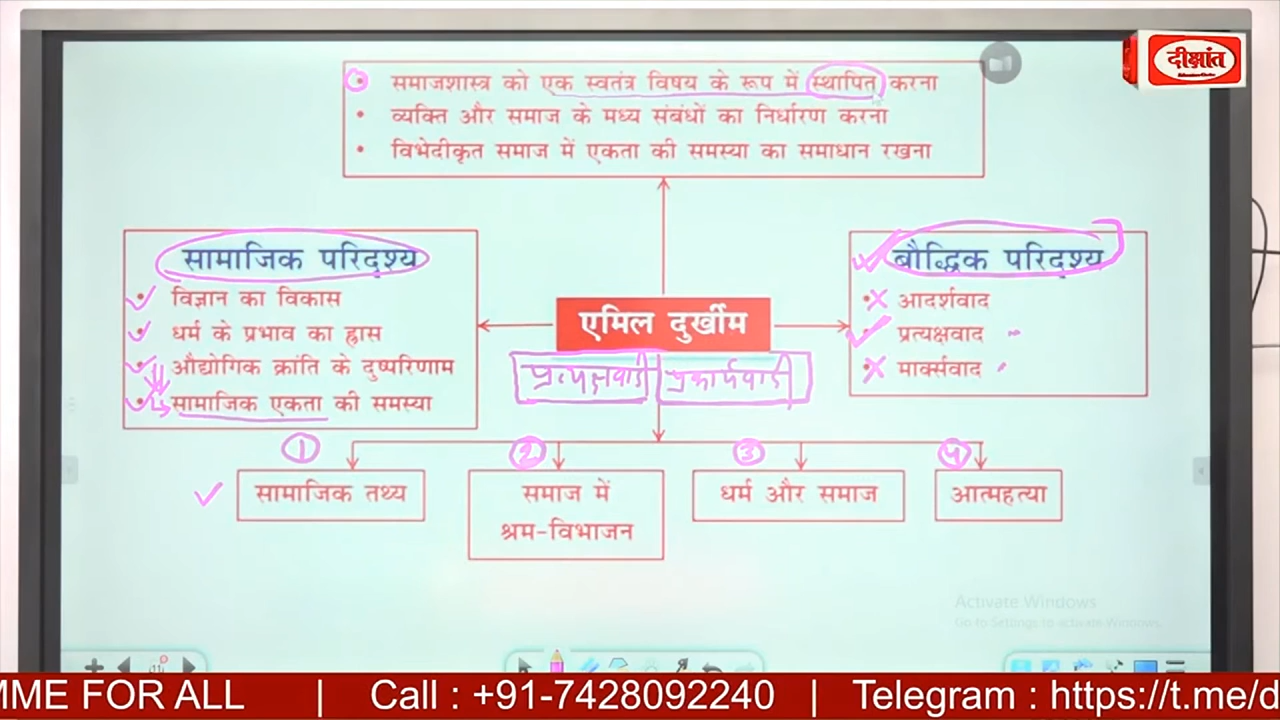 दीक्षांत
• समाजशास्त्र को एक स्वतंत्र विषय के रूप में स्थापित करना
• व्यक्ति और समाज के मध्य संबंधों का निर्धारण करना
• विभेदीकृत समाज में एकता की समस्या का समाधान रखना
सामाजिक परिदृश्य
• विज्ञान का विकास
• धर्म के प्रभाव का ह्रास
• औद्योगिक क्रांति के दुष्परिणाम
• सामाजिक एकता की समस्या
एमिल दुर्खीम
प्रत्यक्षवादी प्रकार्यवादी
बौद्धिक परिदृश्य
• आदर्शवाद
• प्रत्यक्षवाद
• मार्क्सवाद
1 2 3 4
सामाजिक तथ्य
समाज में
श्रम-विभाजन
धर्म और समाज
आत्महत्या
Activate Windows
Go to Settings to activate Windows.
MME FOR ALL | Call : +91-7428092240 | Telegram : https://t.me/d